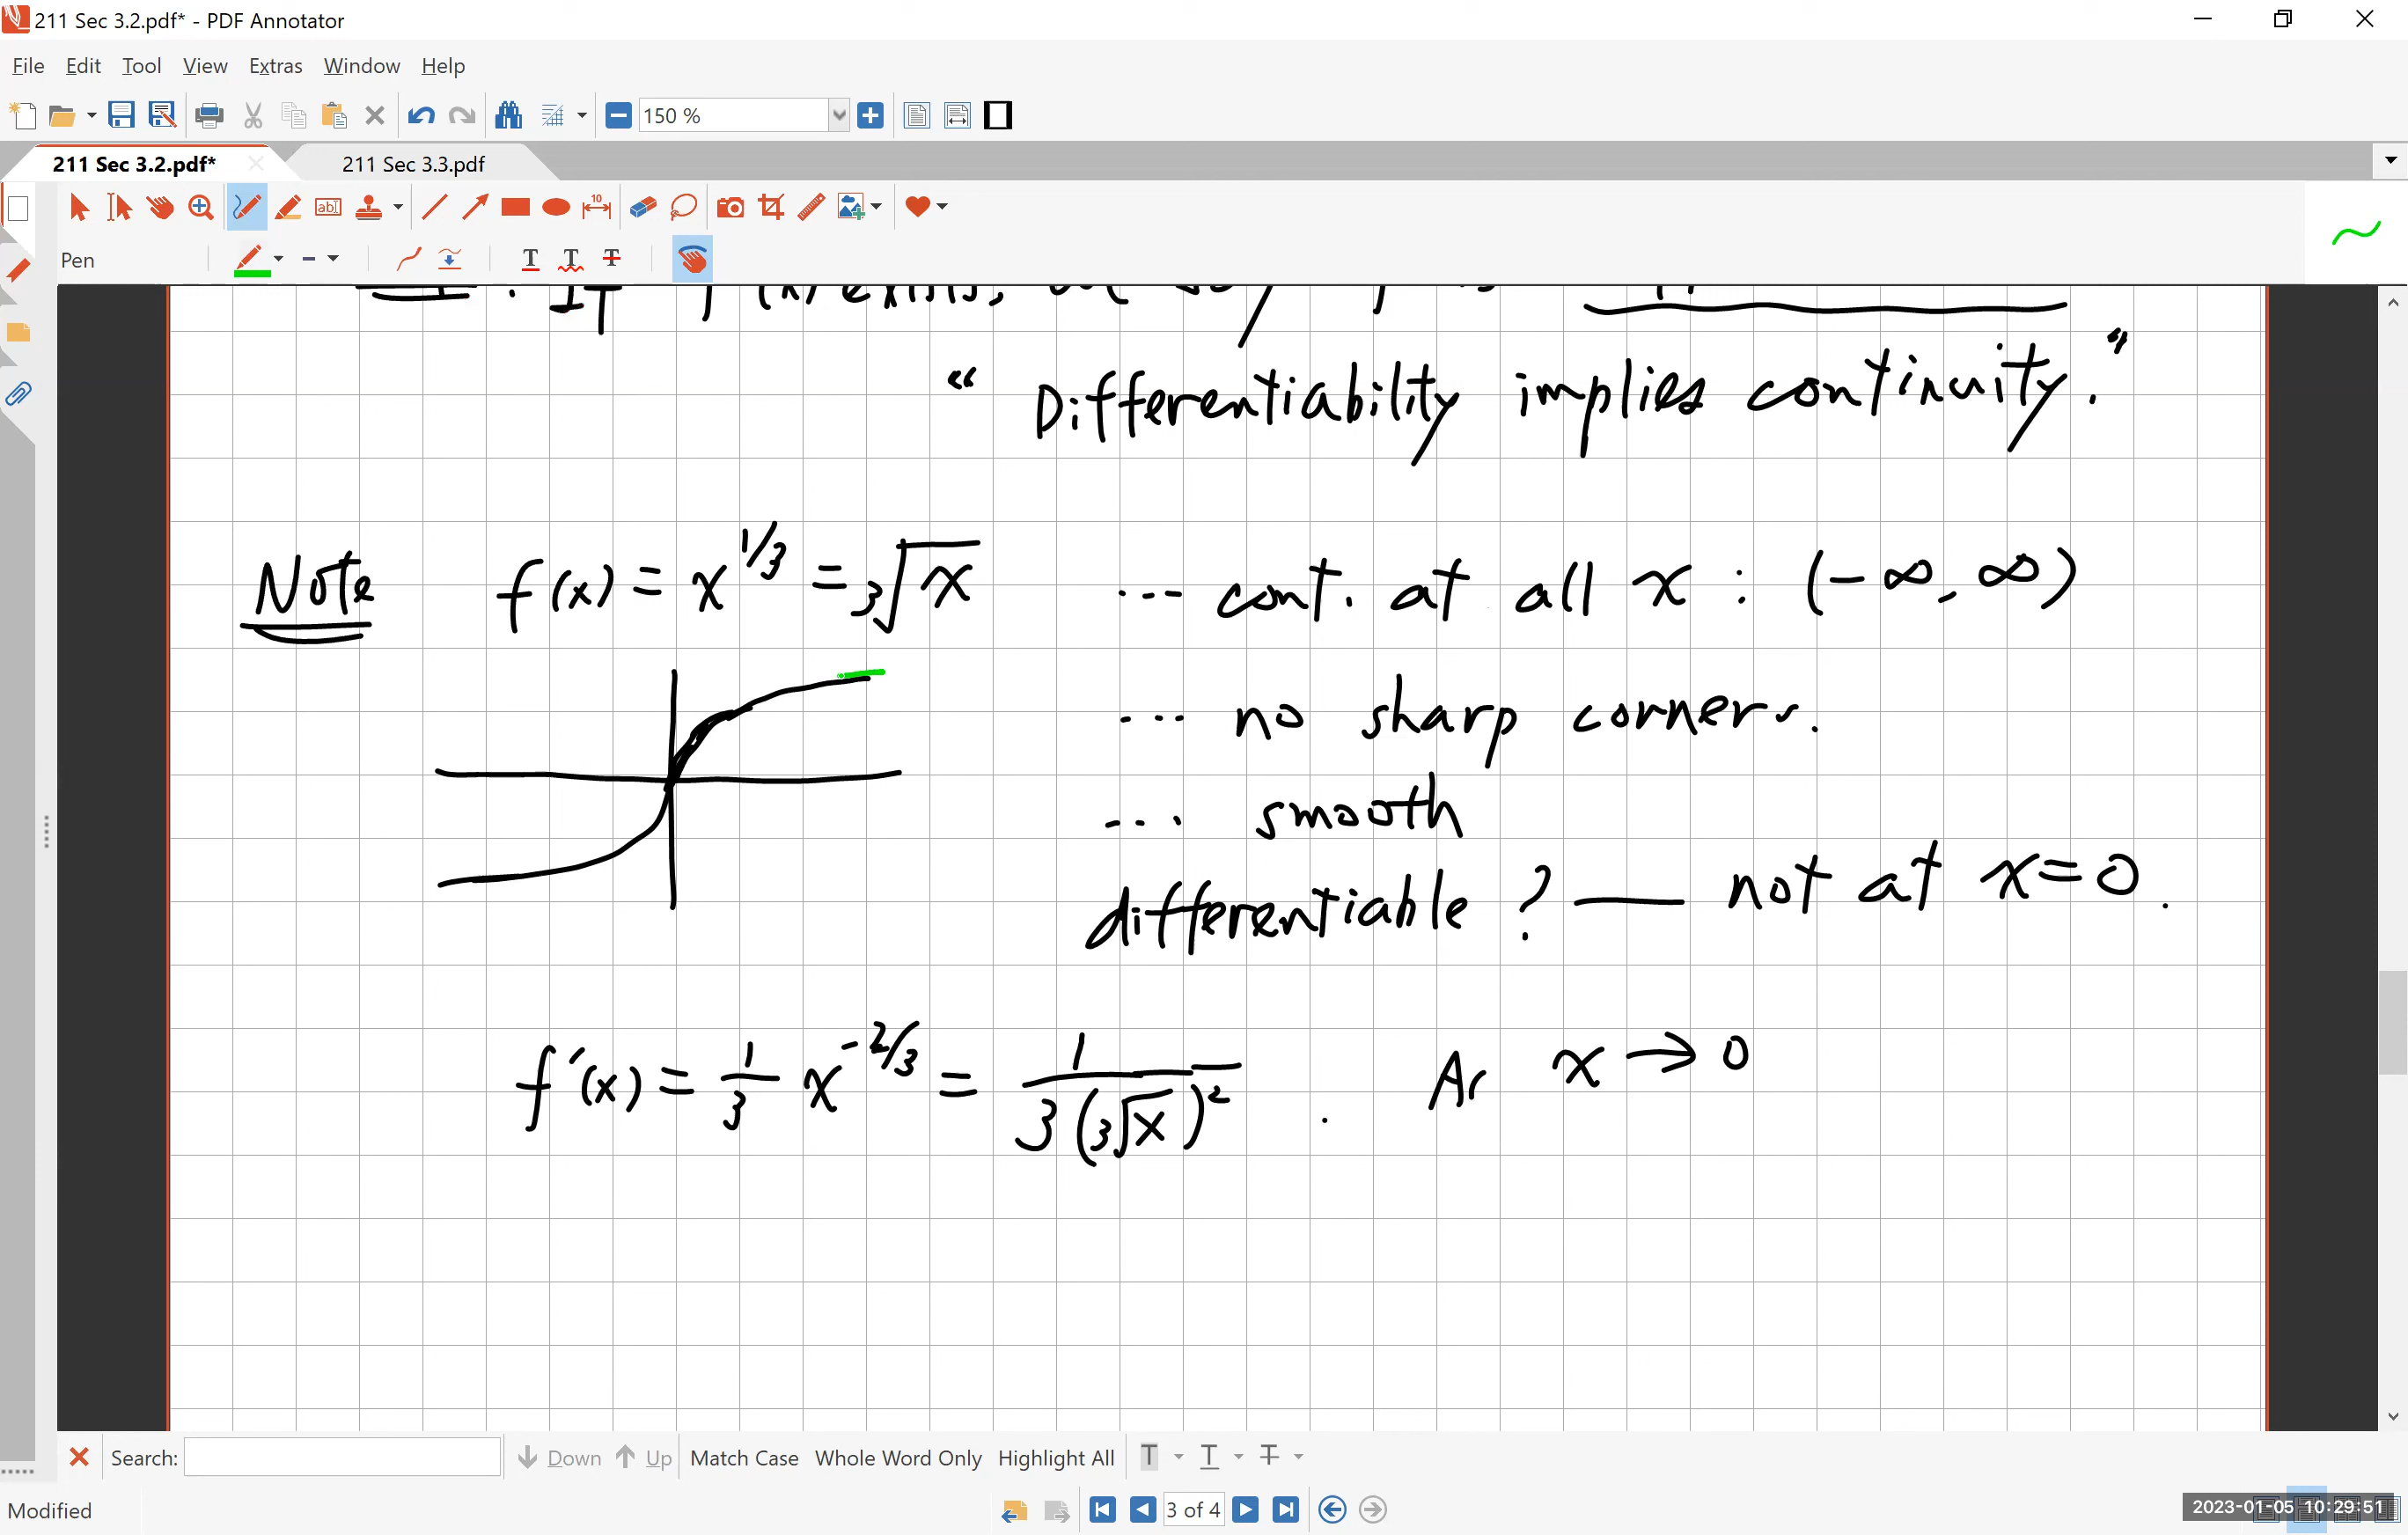 211 Sec 3.2.pdf* - PDF Annotator
File Edit Tool View Extras Window Help
150 %
211 Sec 3.2.pdf* 211 Sec 3.3.pdf
Pen
If f'(x) exists,
“ Differentiability implies continuity. ”
Note f(x) = x^{1/3} = ∛x ... cont. at all x : (-∞, ∞)
... no sharp corners.
... smooth
differentiable ? — not at x=0.
f'(x) = 1/3 x^{-2/3} = 1/(3(∛x)^2) . As x → 0
Search: Down Up Match Case Whole Word Only Highlight All
Modified 3 of 4 2023-01-05 10:29:51